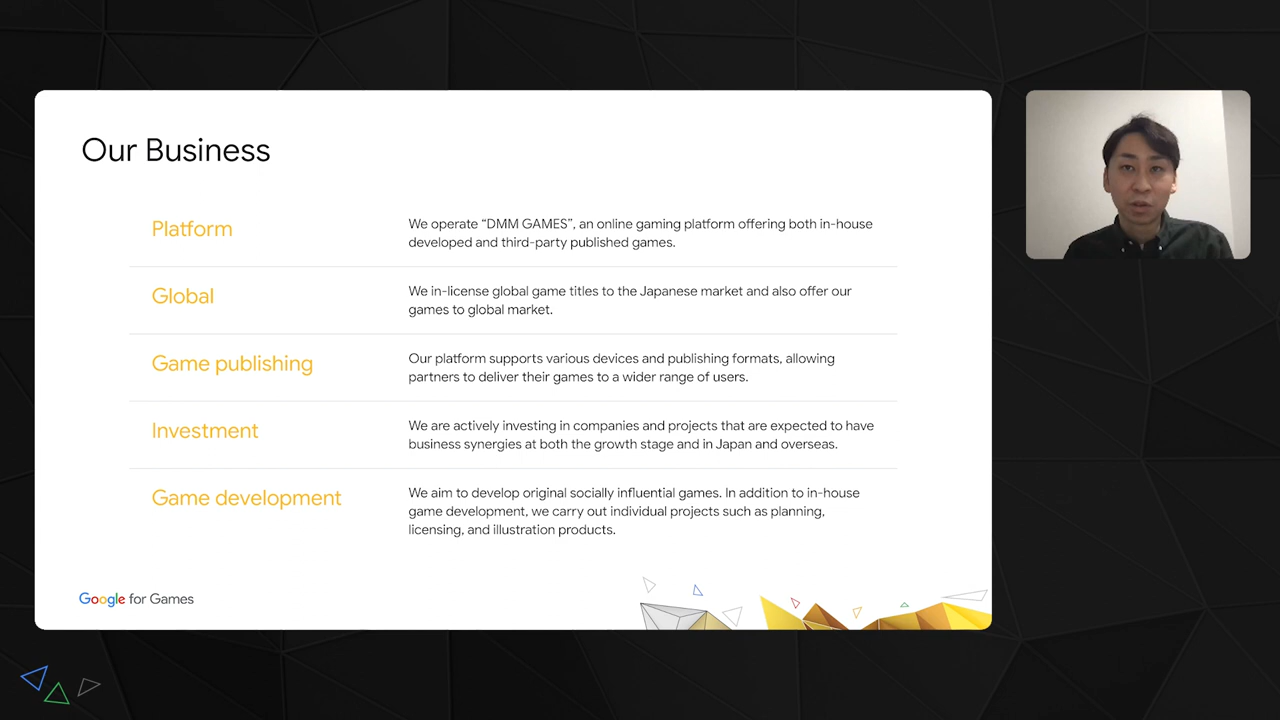 Our Business
Platform
We operate “DMM GAMES”, an online gaming platform offering both in-house
developed and third-party published games.
Global
We in-license global game titles to the Japanese market and also offer our
games to global market.
Game publishing
Our platform supports various devices and publishing formats, allowing
partners to deliver their games to a wider range of users.
Investment
We are actively investing in companies and projects that are expected to have
business synergies at both the growth stage and in Japan and overseas.
Game development
We aim to develop original socially influential games. In addition to in-house
game development, we carry out individual projects such as planning,
licensing, and illustration products.
Google for Games